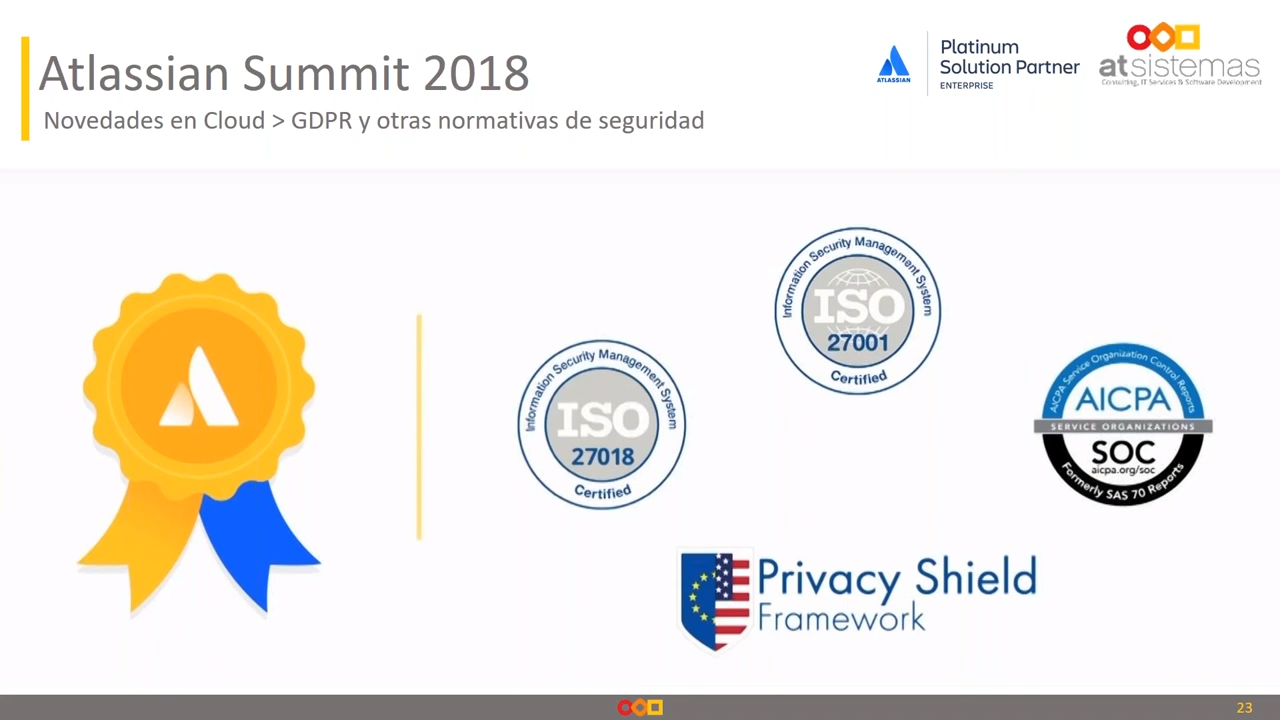 Atlassian Summit 2018
Novedades en Cloud > GDPR y otras normativas de seguridad
ATLASSIAN
Platinum
Solution Partner
ENTERPRISE
atsistemas
Consulting, IT Services & Software Development
Information Security Management System
ISO
27001
Certified
Information Security Management System
ISO
27018
Certified
AICPA Service Organization Control Reports
AICPA
SERVICE ORGANIZATIONS
SOC
aicpa.org/soc
Formerly SAS 70 Reports
Privacy Shield
Framework
23